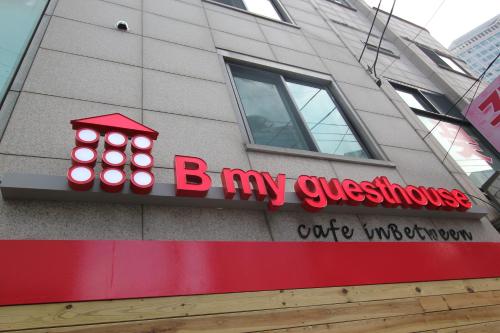 B my guesthouse
cafe inBetween